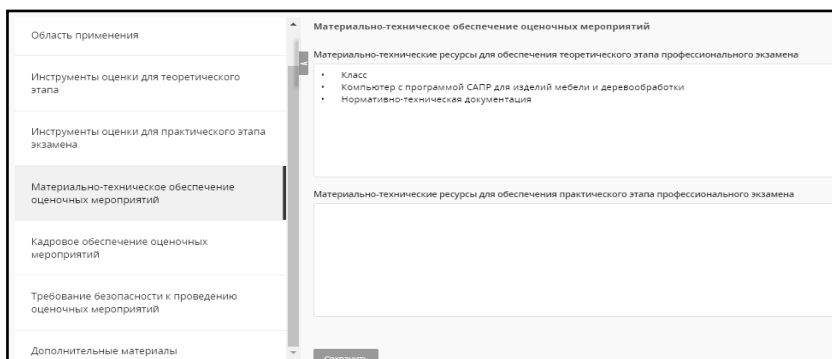 Область применения
Инструменты оценки для теоретического
этапа
Инструменты оценки для практического этапа
экзамена
Материально-техническое обеспечение
оценочных мероприятий
Кадровое обеспечение оценочных
мероприятий
Требование безопасности к проведению
оценочных мероприятий
Дополнительные материалы
Материально-техническое обеспечение оценочных мероприятий
Материально-технические ресурсы для обеспечения теоретического этапа профессионального экзамена
• Класс
• Компьютер с программой САПР для изделий мебели и деревообработки
• Нормативно-техническая документация
Материально-технические ресурсы для обеспечения практического этапа профессионального экзамена
Сохранить